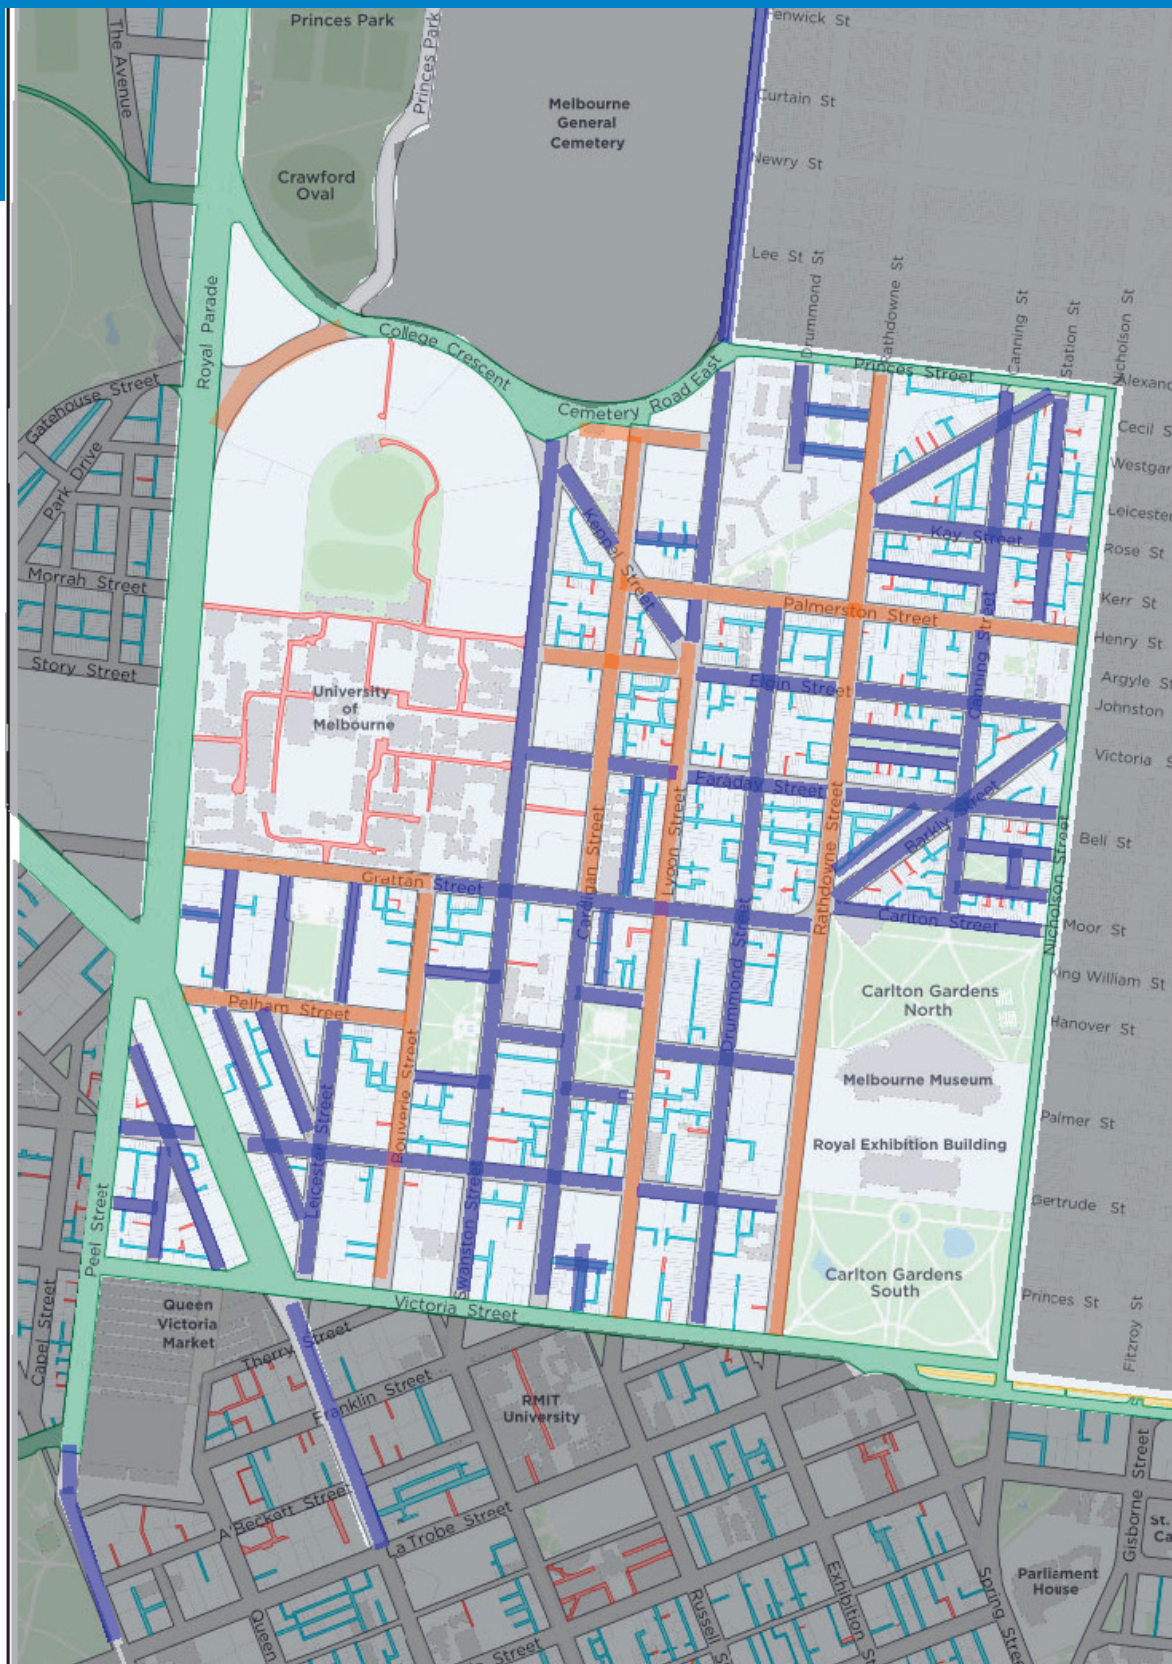 Princes Park
Princes Park
The Avenue
Fenwick St
Melbourne
General
Cemetery
Curtain St
Newry St
Crawford
Oval
Lee St
Drummond St
Rathdowne St
Canning St
Station St
Nicholson St
Royal Parade
College Crescent
Cemetery Road East
Princes Street
Gatehouse Street
Park Drive
Cecil S
Westgar
Leicester
Keppel Street
Kay Street
Rose St
Morrah Street
Palmerston Street
Kerr St
Henry St
Story Street
University
of
Melbourne
Elgin Street
Canning Street
Argyle St
Johnston
Victoria S
Faraday Street
Barkly Street
Cardigan Street
Lygon Street
Rathdowne Street
Nicholson Street
Bell St
Grattan Street
Carlton Street
Moor St
Drummond Street
King William St
Carlton Gardens
North
Pelham Street
Hanover St
Melbourne Museum
Bouverie Street
Leicester Street
Palmer St
Royal Exhibition Building
Swanston Street
Peel Street
Gertrude St
Carlton Gardens
South
Victoria Street
Princes St
Fitzroy St
Queen
Victoria
Market
Capel Street
Therry Street
Franklin Street
RMIT
University
A'Beckett Street
La Trobe Street
Gisborne Street
St.
Ca
Parliament
House
Exhibition St
Spring Stre
Russell St
Queen
Street